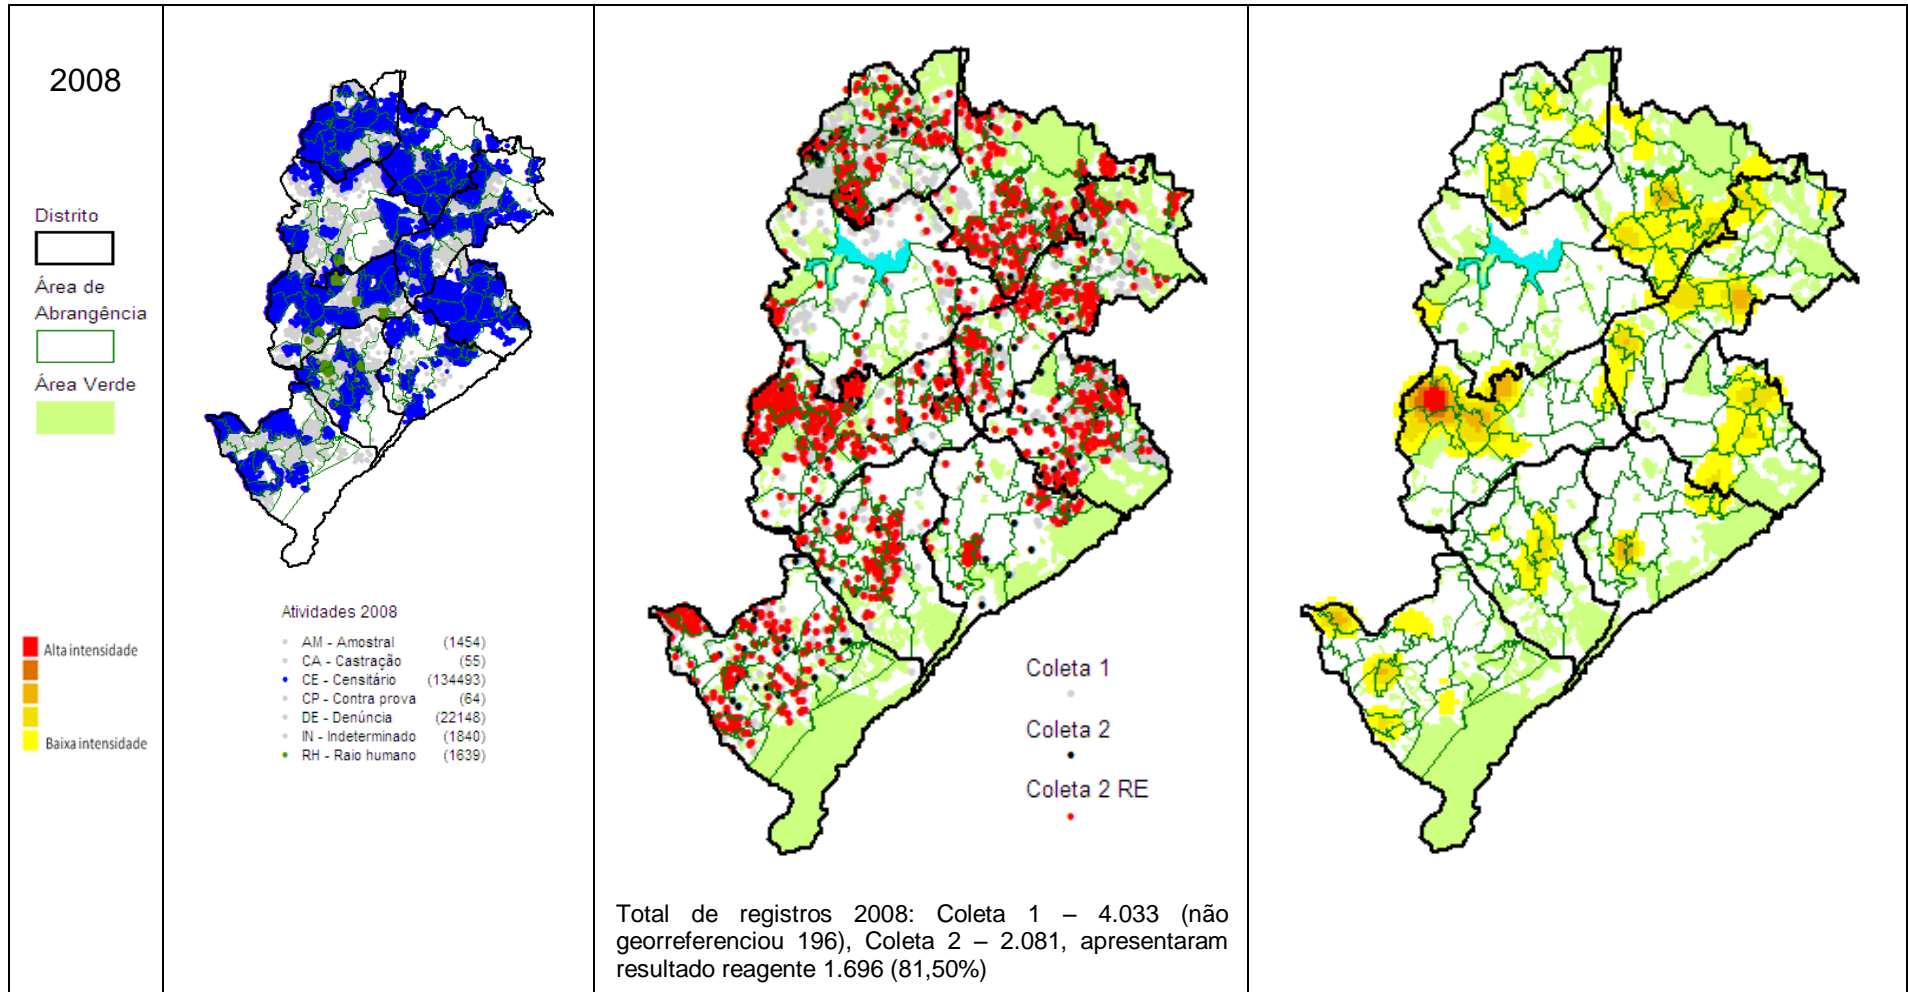 2008
Distrito
Área de
Abrangência
Área Verde
Alta intensidade
Baixa intensidade
Atividades 2008
AM - Amostral (1454)
CA - Castração (55)
CE - Censitário (134493)
CP - Contra prova (64)
DE - Denúncia (22148)
IN - Indeterminado (1840)
RH - Raio humano (1639)
Coleta 1
Coleta 2
Coleta 2 RE
Total de registros 2008: Coleta 1 – 4.033 (não
georreferenciou 196), Coleta 2 – 2.081, apresentaram
resultado reagente 1.696 (81,50%)